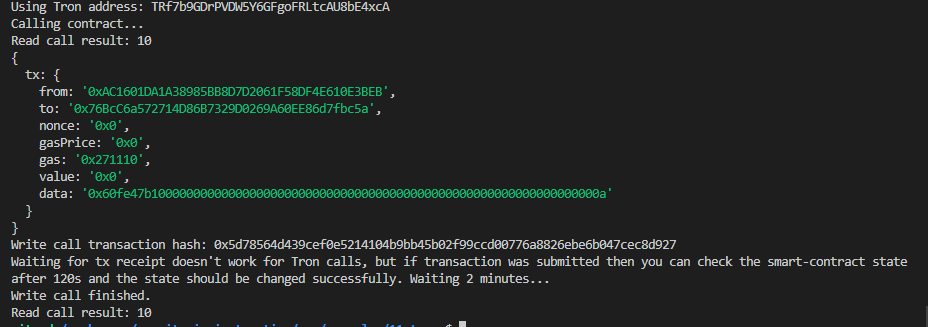 Using Tron address: TRf7b9GDrPVDW5Y6GFgoFRLtcAU8bE4xcA
Calling contract...
Read call result: 10
{
  tx: {
    from: '0xAC1601DA1A38985BB8D7D2061F58DF4E610E3BEB',
    to: '0x76BcC6a572714D86B7329D0269A60EE86d7fbc5a',
    nonce: '0x0',
    gasPrice: '0x0',
    gas: '0x271110',
    value: '0x0',
    data: '0x60fe47b1000000000000000000000000000000000000000000000000000000000000000a'
  }
}
Write call transaction hash: 0x5d78564d439cef0e5214104b9bb45b02f99ccd00776a8826ebe6b047cec8d927
Waiting for tx receipt doesn't work for Tron calls, but if transaction was submitted then you can check the smart-contract state
after 120s and the state should be changed successfully. Waiting 2 minutes...
Write call finished.
Read call result: 10